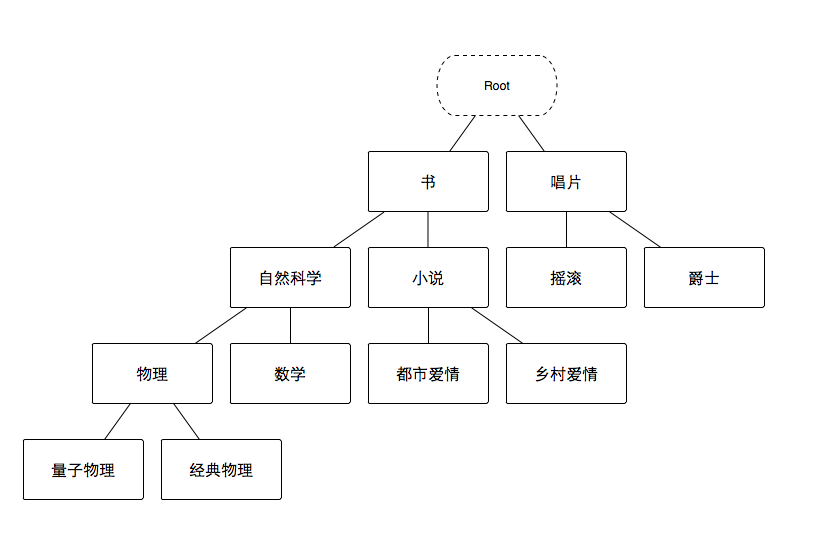 Root
书
唱片
自然科学
小说
摇滚
爵士
物理
数学
都市爱情
乡村爱情
量子物理
经典物理